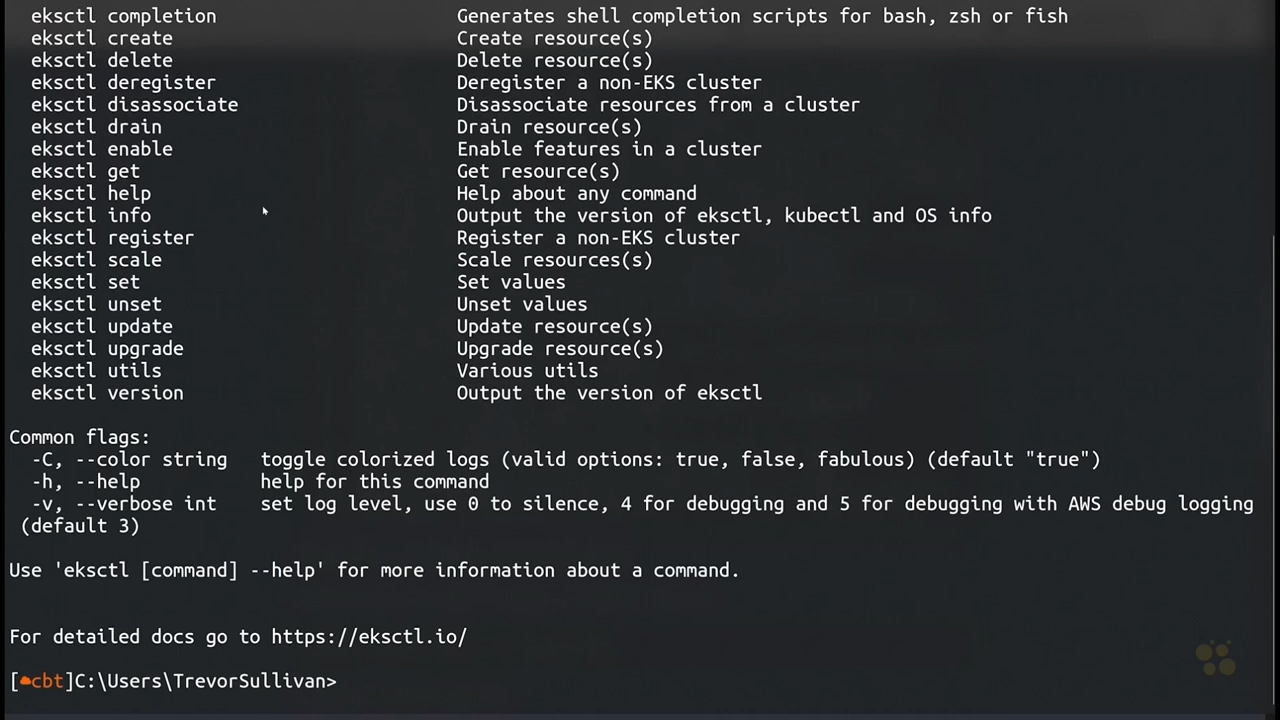 eksctl completion Generates shell completion scripts for bash, zsh or fish
eksctl create Create resource(s)
eksctl delete Delete resource(s)
eksctl deregister Deregister a non-EKS cluster
eksctl disassociate Disassociate resources from a cluster
eksctl drain Drain resource(s)
eksctl enable Enable features in a cluster
eksctl get Get resource(s)
eksctl help Help about any command
eksctl info Output the version of eksctl, kubectl and OS info
eksctl register Register a non-EKS cluster
eksctl scale Scale resources(s)
eksctl set Set values
eksctl unset Unset values
eksctl update Update resource(s)
eksctl upgrade Upgrade resource(s)
eksctl utils Various utils
eksctl version Output the version of eksctl
Common flags:
-C, --color string toggle colorized logs (valid options: true, false, fabulous) (default "true")
-h, --help help for this command
-v, --verbose int set log level, use 0 to silence, 4 for debugging and 5 for debugging with AWS debug logging
(default 3)
Use 'eksctl [command] --help' for more information about a command.
For detailed docs go to https://eksctl.io/
[☁cbt]C:\Users\TrevorSullivan>